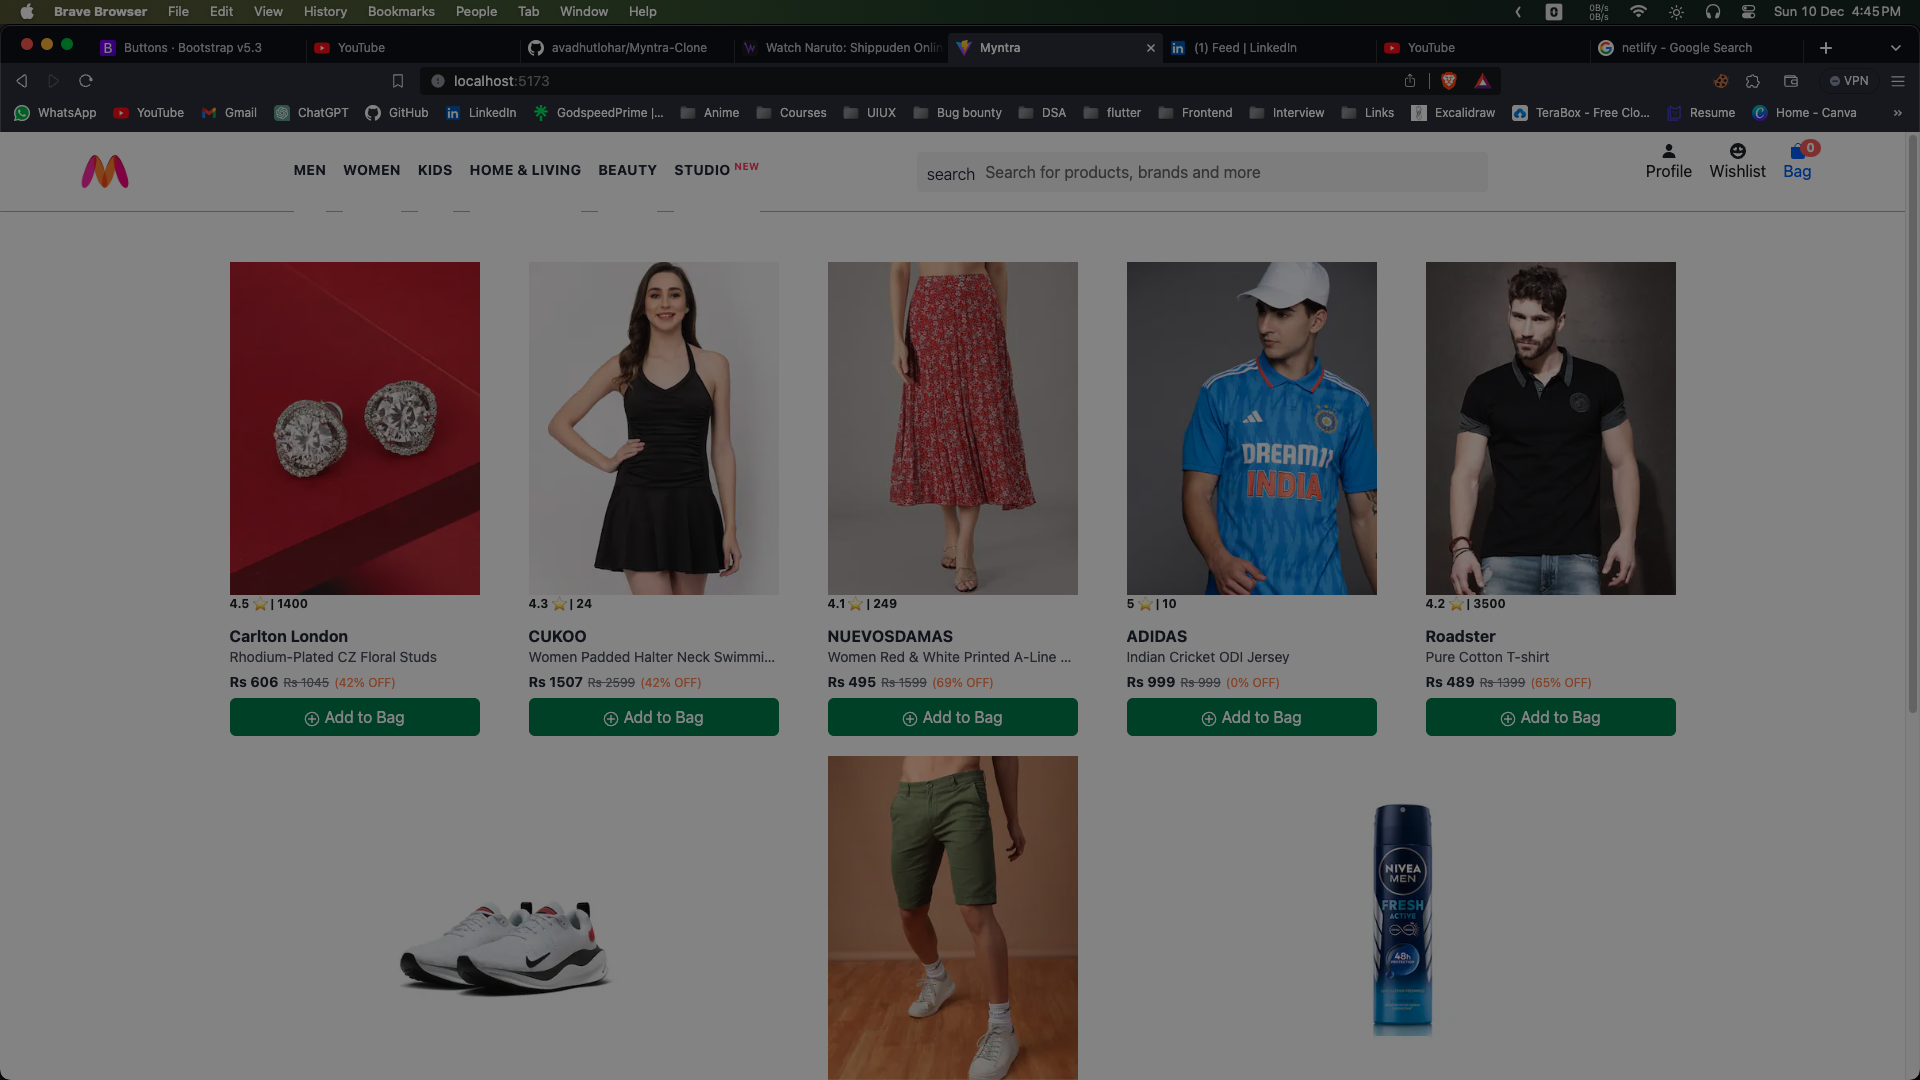 Brave Browser File Edit View History Bookmarks People Tab Window Help 0B/s 0B/s Sun 10 Dec 4:45 PM
Buttons · Bootstrap v5.3 YouTube avadhutlohar/Myntra-Clone Watch Naruto: Shippuden Onlin Myntra (1) Feed | LinkedIn YouTube netlify - Google Search
localhost:5173 VPN
WhatsApp YouTube Gmail ChatGPT GitHub LinkedIn GodspeedPrime |... Anime Courses UIUX Bug bounty DSA flutter Frontend Interview Links Excalidraw TeraBox - Free Clo... Resume Home - Canva »
MEN WOMEN KIDS HOME & LIVING BEAUTY STUDIO NEW search Search for products, brands and more Profile Wishlist Bag 0
DREAM11
INDIA
4.5 ⭐ | 1400 4.3 ⭐ | 24 4.1 ⭐ | 249 5 ⭐ | 10 4.2 ⭐ | 3500
Carlton London CUKOO NUEVOSDAMAS ADIDAS Roadster
Rhodium-Plated CZ Floral Studs Women Padded Halter Neck Swimmi... Women Red & White Printed A-Line ... Indian Cricket ODI Jersey Pure Cotton T-shirt
Rs 606 Rs 1045 (42% OFF) Rs 1507 Rs 2599 (42% OFF) Rs 495 Rs 1599 (69% OFF) Rs 999 Rs 999 (0% OFF) Rs 489 Rs 1399 (65% OFF)
Add to Bag Add to Bag Add to Bag Add to Bag Add to Bag
NIVEA
MEN
FRESH
ACTIVE
48h